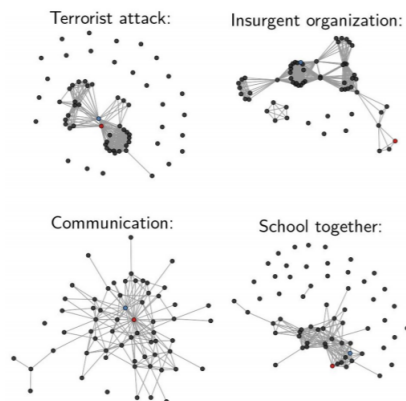 Terrorist attack:
Insurgent organization:
Communication:
School together: